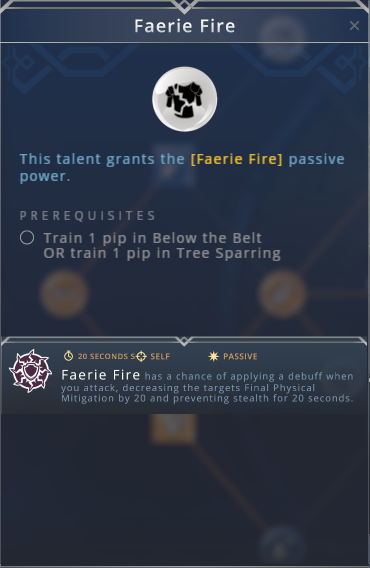 Faerie Fire
This talent grants the [Faerie Fire] passive
power.
PREREQUISITES
Train 1 pip in Below the Belt
OR train 1 pip in Tree Sparring
20 SECONDS SELF PASSIVE
Faerie Fire has a chance of applying a debuff when
you attack, decreasing the targets Final Physical
Mitigation by 20 and preventing stealth for 20 seconds.